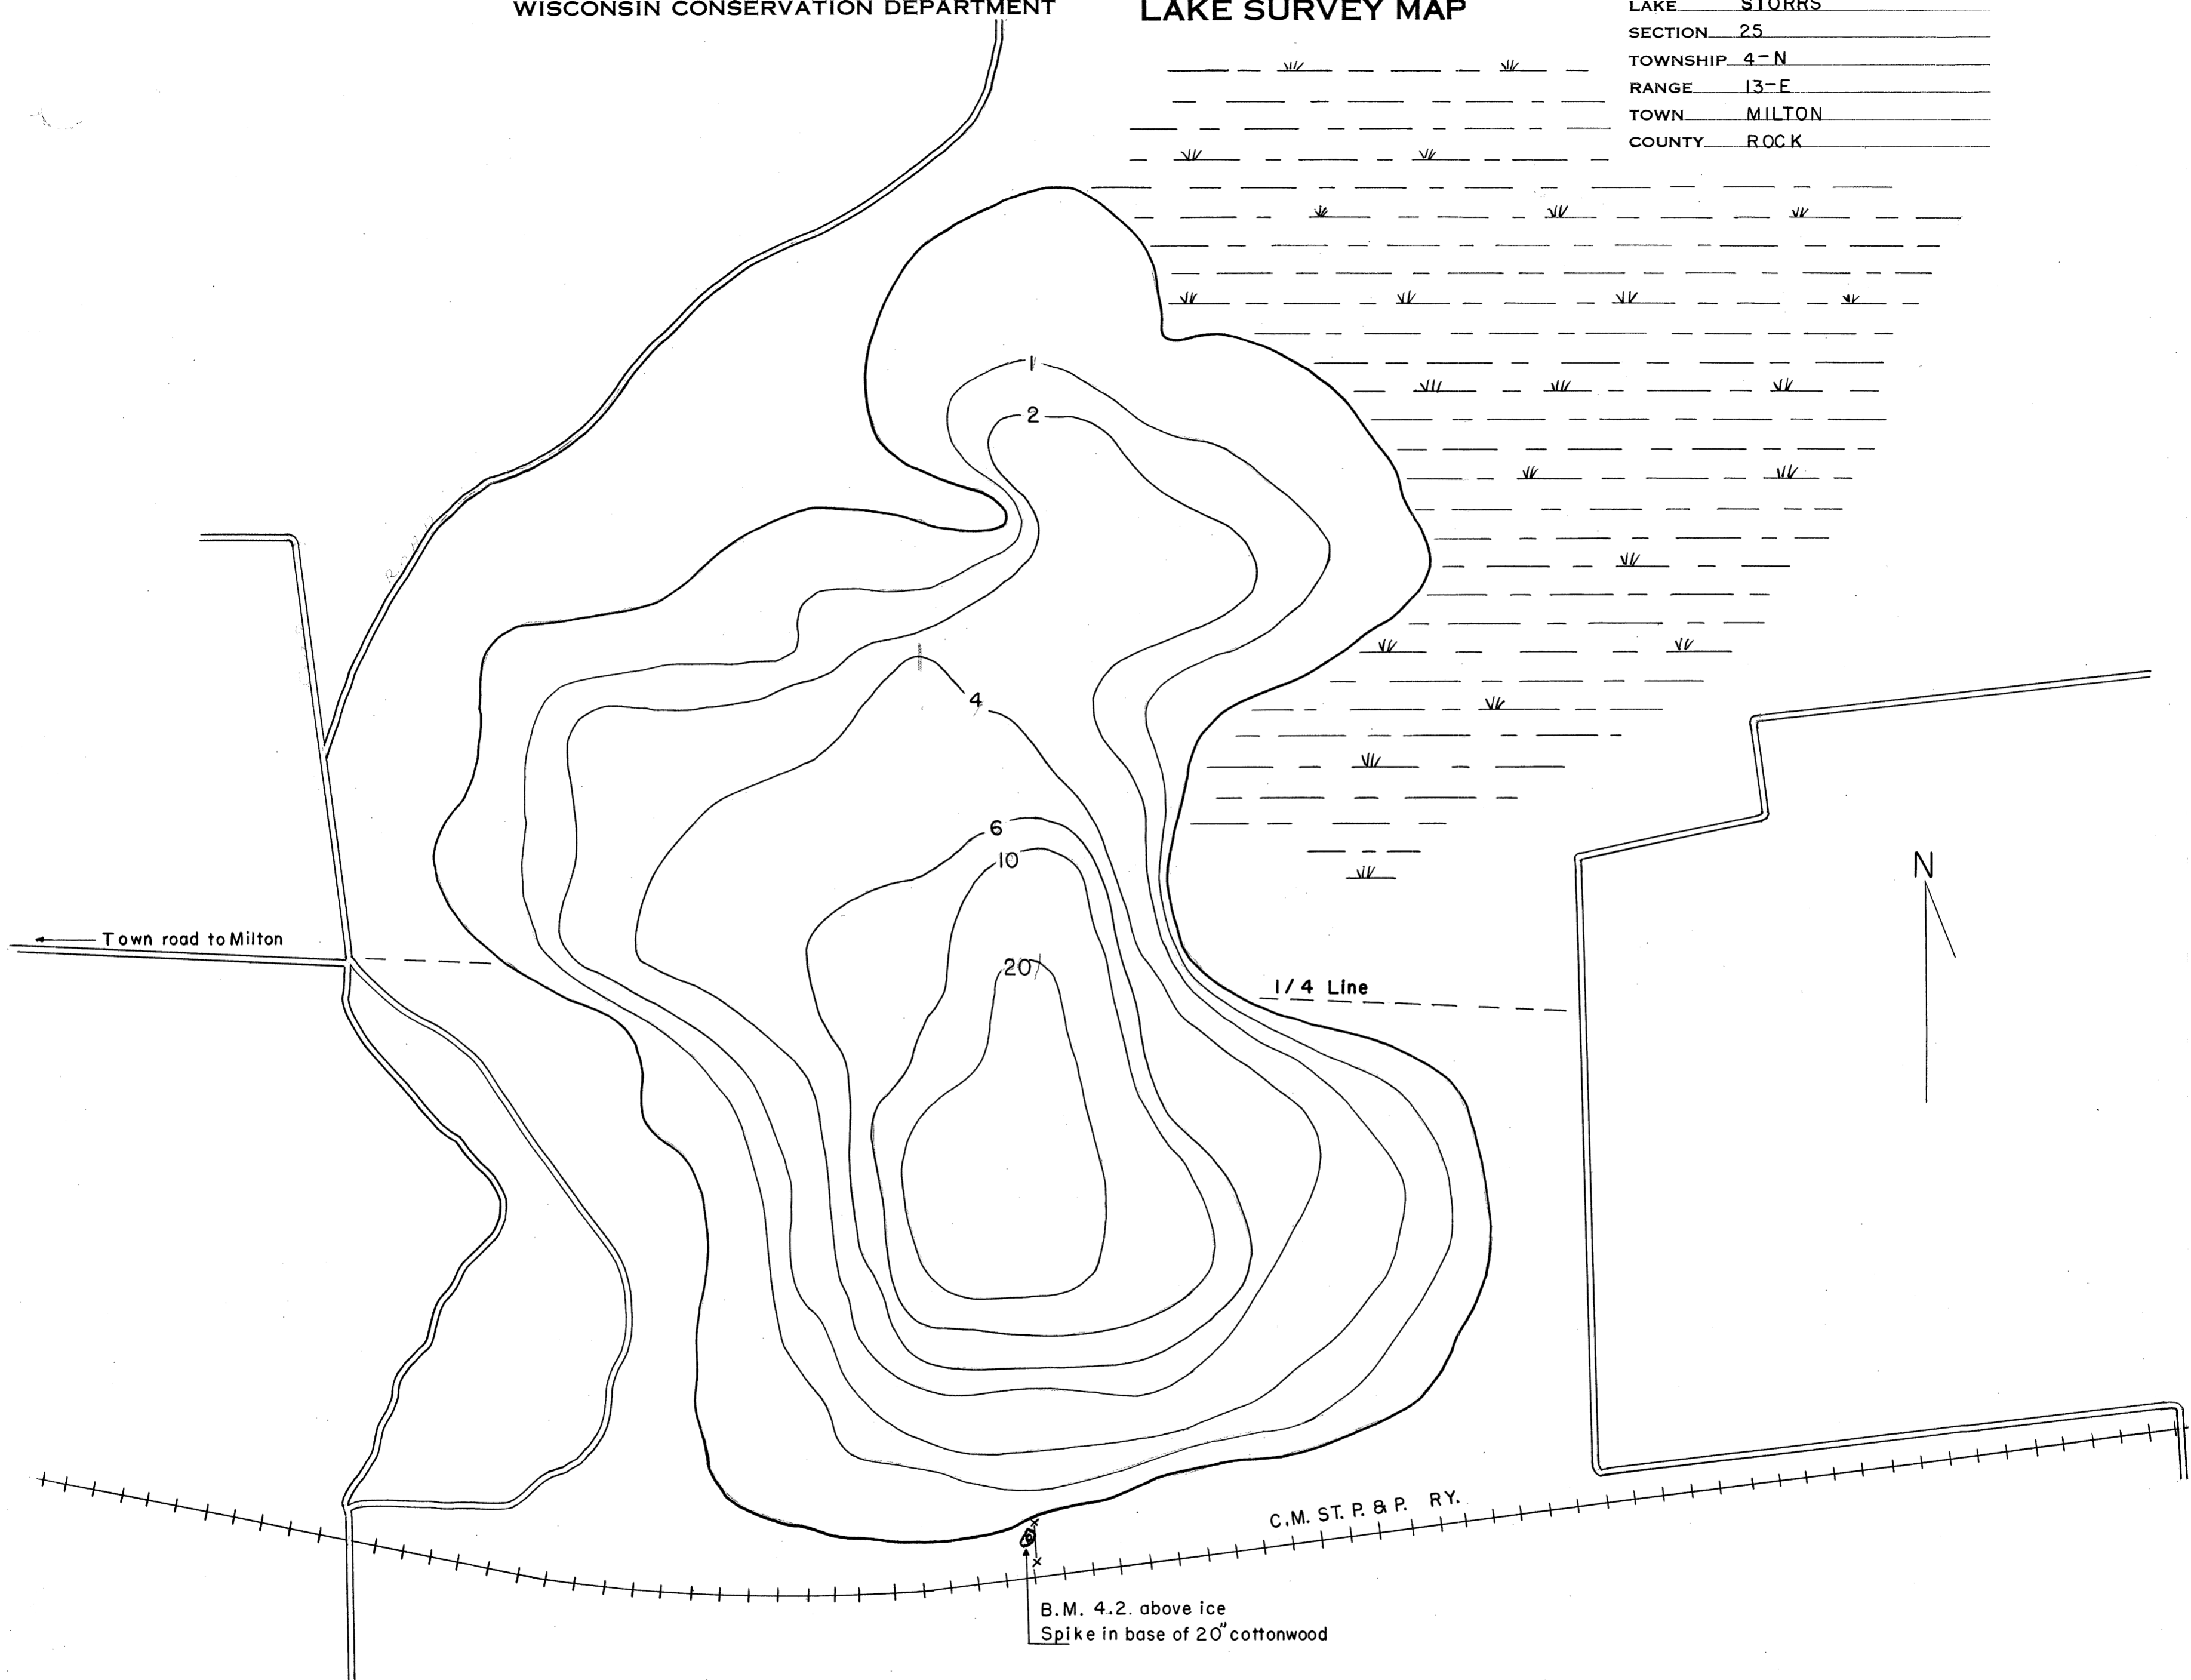 WISCONSIN CONSERVATION DEPARTMENT
LAKE SURVEY MAP
LAKE STORRS
SECTION 25
TOWNSHIP 4-N
RANGE 13-E
TOWN MILTON
COUNTY ROCK
1
2
4
6
10
20
N
Town road to Milton
1/4 Line
C.M. ST. P. & P. RY.
B.M. 4.2. above ice
Spike in base of 20" cottonwood